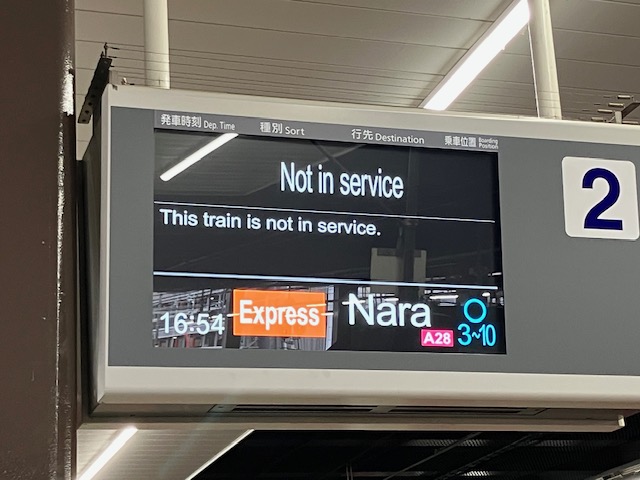 発車時刻 Dep. Time 種別 Sort 行先 Destination 乗車位置 Boarding Position
2
Not in service
This train is not in service.
16:54 Express Nara A28 ○ 3~10